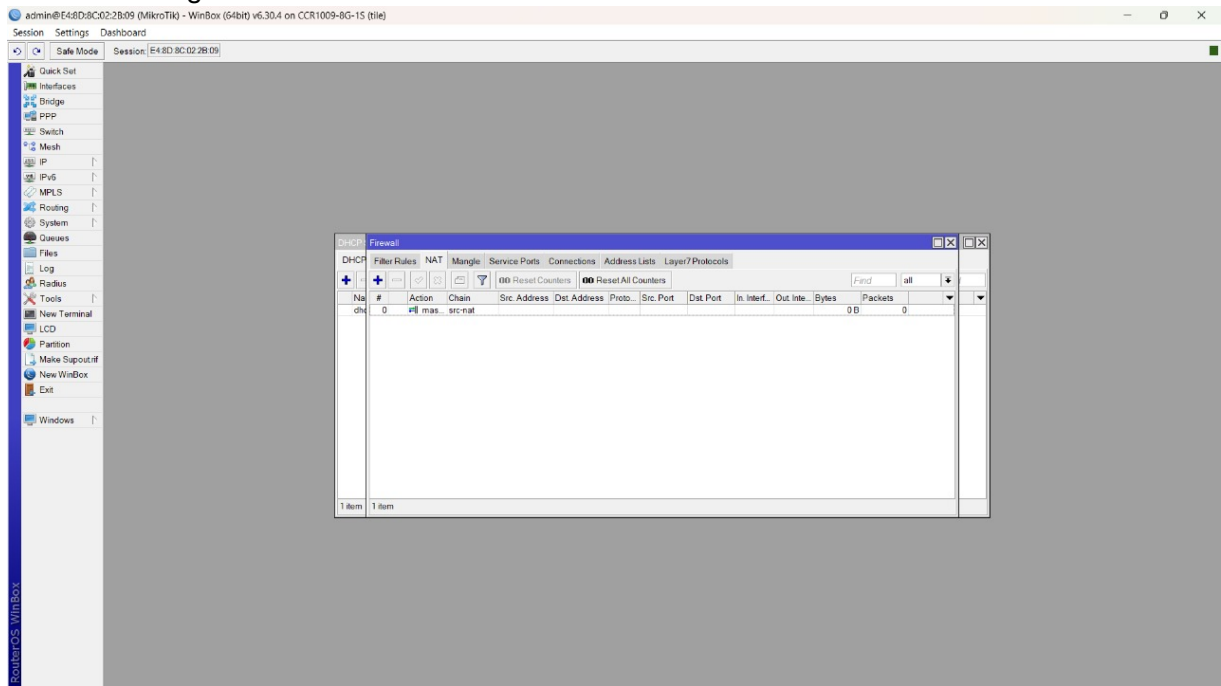 admin@E4:8D:8C:02:2B:09 (MikroTik) - WinBox (64bit) v6.30.4 on CCR1009-8G-1S (tile)
Session Settings Dashboard
Safe Mode Session: E4:8D:8C:02:2B:09
Quick Set
Interfaces
Bridge
PPP
Switch
Mesh
IP
IPv6
MPLS
Routing
System
Queues
Files
Log
Radius
Tools
New Terminal
LCD
Partition
Make Supout.rif
New WinBox
Exit
Windows
RouterOS WinBox
DHCP Firewall
DHCP Filter Rules NAT Mangle Service Ports Connections Address Lists Layer7 Protocols
00 Reset Counters 00 Reset All Counters Find all
Na # Action Chain Src. Address Dst. Address Proto... Src. Port Dst. Port In. Interf... Out. Inte... Bytes Packets
dhc 0 mas... src-nat 0 B 0
1 item 1 item